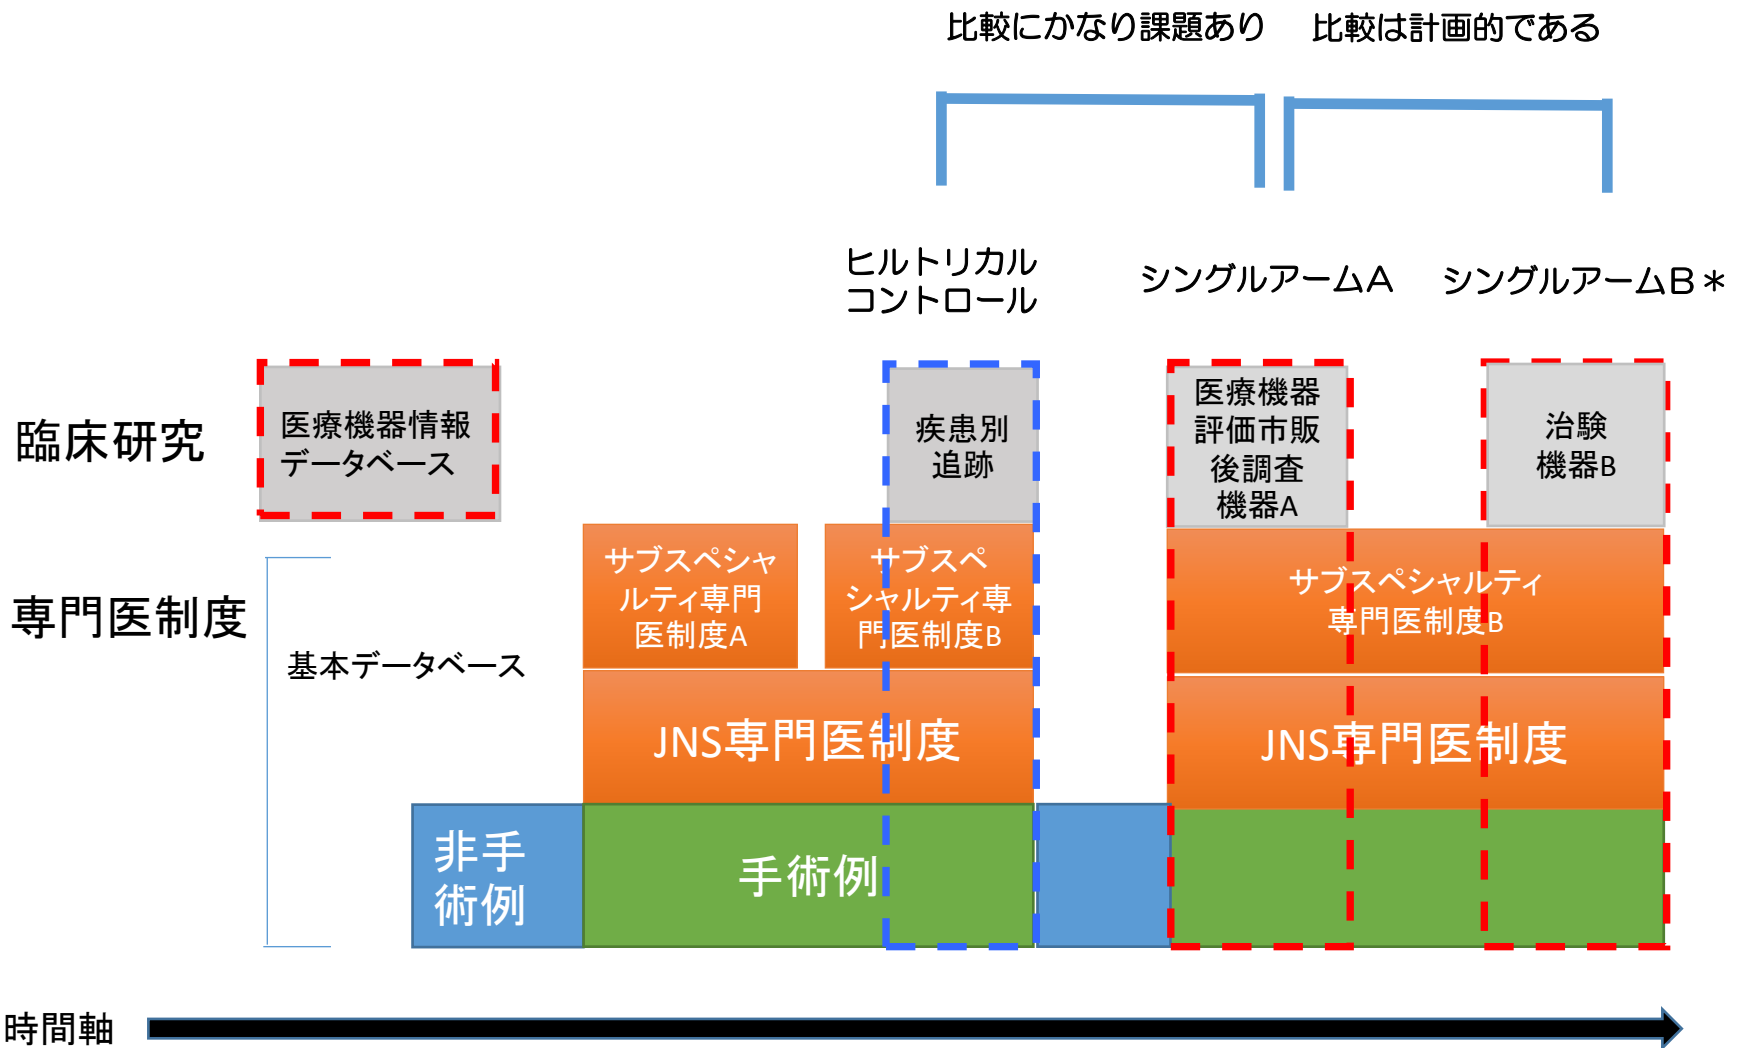 比較にかなり課題あり
比較は計画的である
ヒルトリカル
コントロール
シングルアームA
シングルアームB＊
臨床研究
医療機器情報
データベース
疾患別
追跡
医療機器
評価市販
後調査
機器A
治験
機器B
専門医制度
基本データベース
サブスペシャ
ルティ専門
医制度A
サブスペ
シャルティ専
門医制度B
サブスペシャルティ
専門医制度B
JNS専門医制度
JNS専門医制度
非手
術例
手術例
時間軸